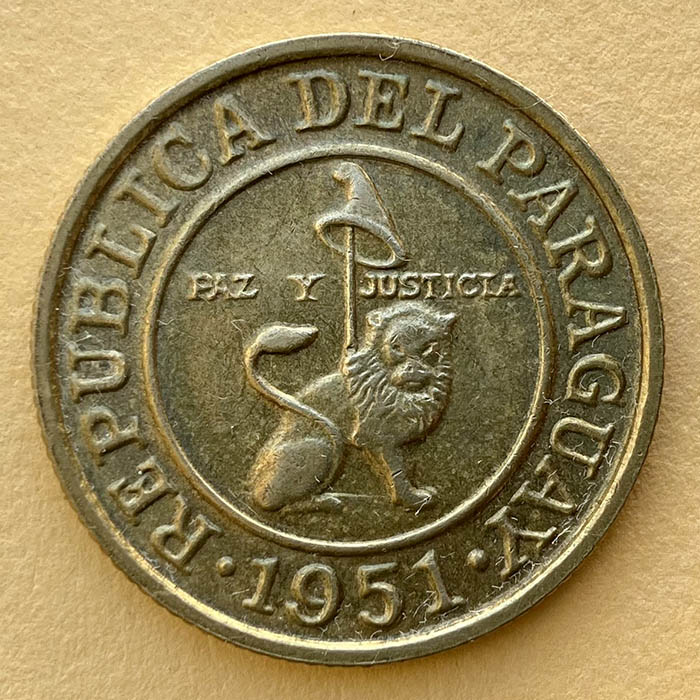 REPUBLICA DEL PARAGUAY
PAZ Y JUSTICIA
· 1951 ·